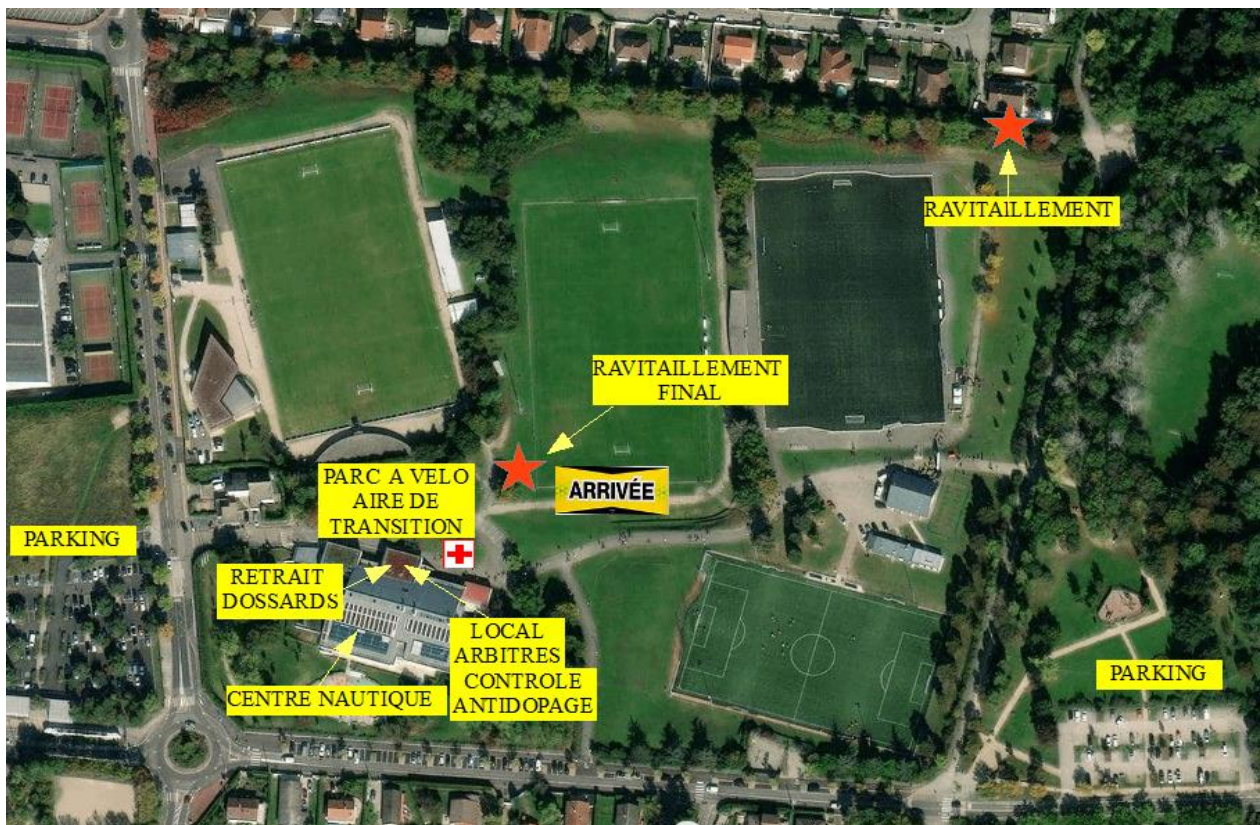 RAVITAILLEMENT
RAVITAILLEMENT
FINAL
ARRIVÉE
PARC A VELO
AIRE DE
TRANSITION
PARKING
RETRAIT
DOSSARDS
LOCAL
ARBITRES
CONTROLE
ANTIDOPAGE
CENTRE NAUTIQUE
PARKING